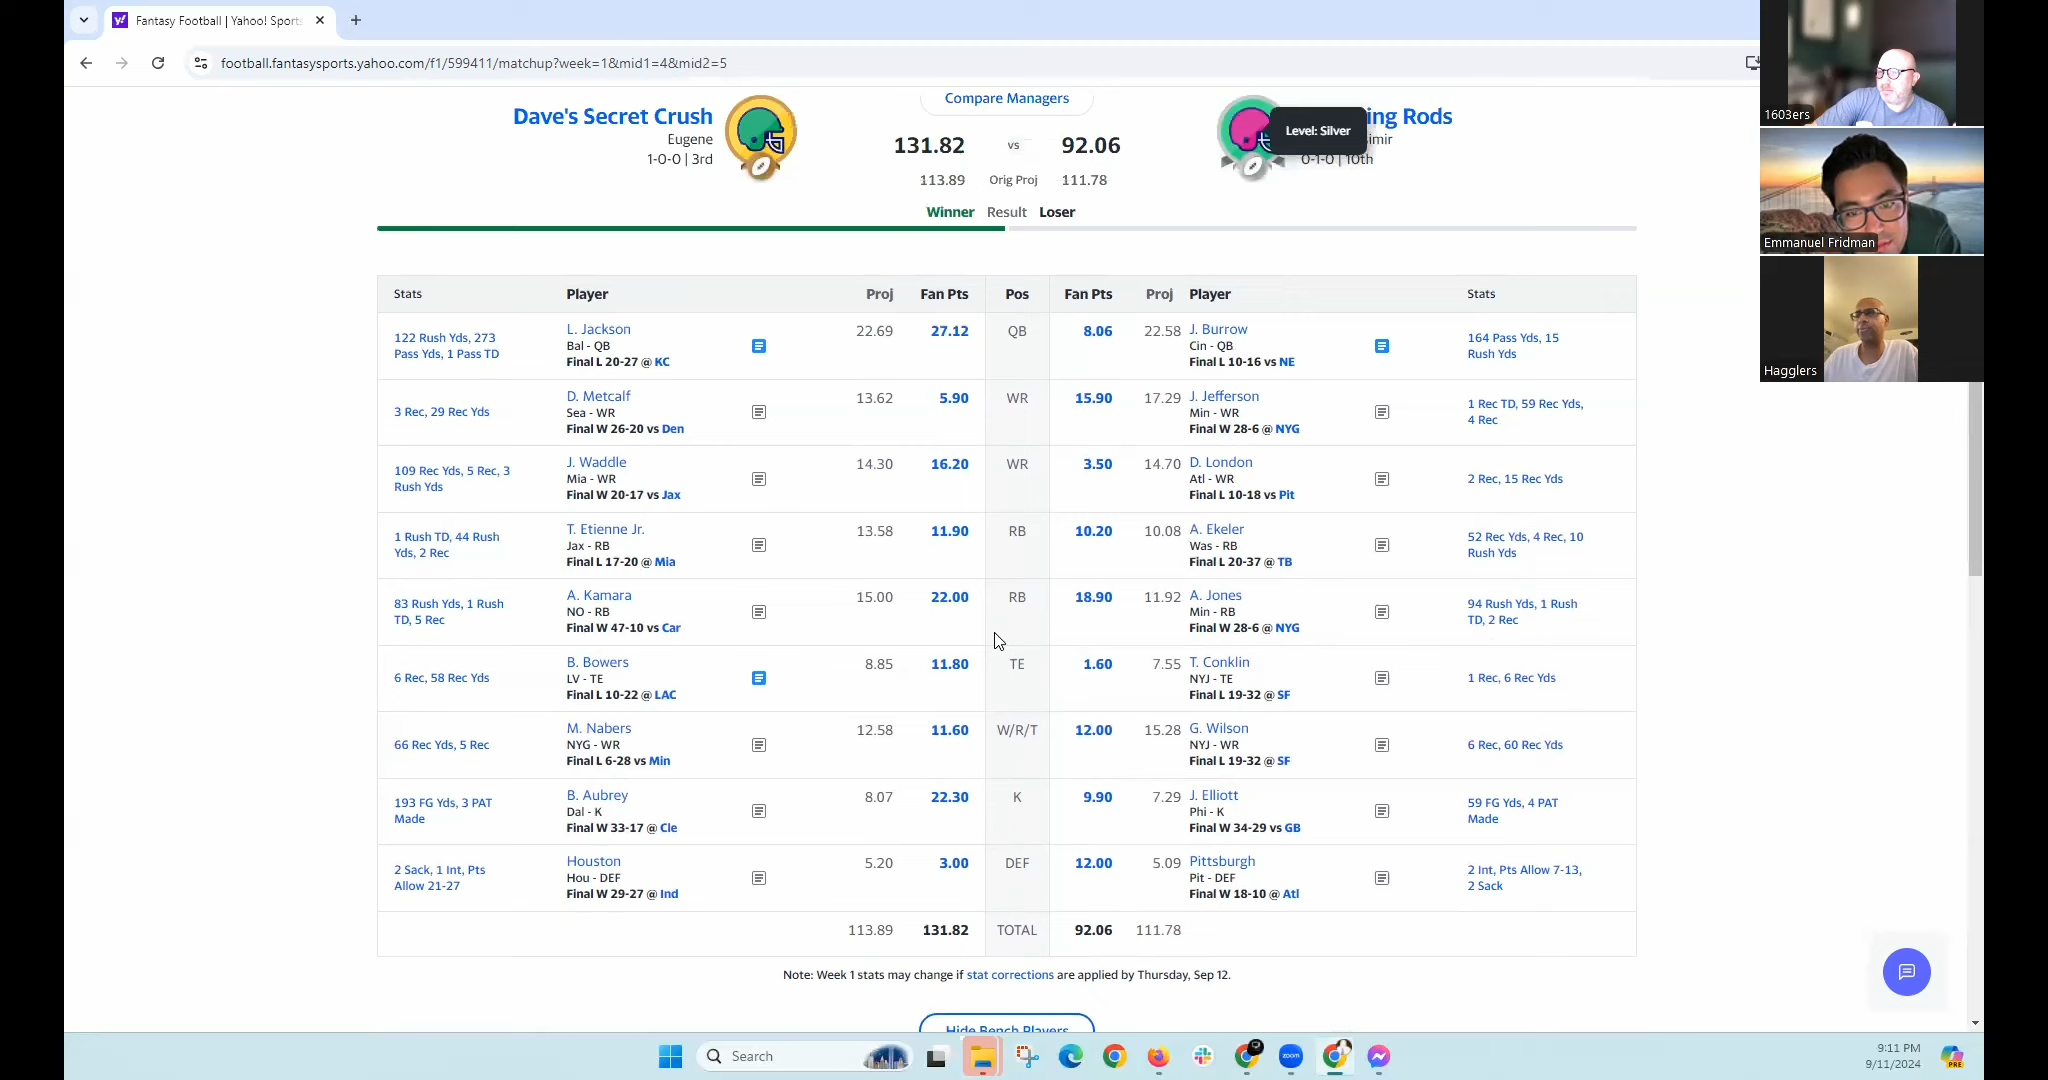 Fantasy Football | Yahoo! Sports
football.fantasysports.yahoo.com/f1/599411/matchup?week=1&mid1=4&mid2=5
1603ers
Emmanuel Fridman
Hagglers
Compare Managers
Dave's Secret Crush
Eugene
1-0-0 | 3rd
131.82 vs 92.06
113.89 Orig Proj 111.78
Winner Result Loser
Level: Silver
ing Rods
imir
0-1-0 | 10th
Stats Player Proj Fan Pts Pos Fan Pts Proj Player Stats
122 Rush Yds, 273 Pass Yds, 1 Pass TD L. Jackson Bal - QB Final L 20-27 @ KC 22.69 27.12 QB 8.06 22.58 J. Burrow Cin - QB Final L 10-16 vs NE 164 Pass Yds, 15 Rush Yds
3 Rec, 29 Rec Yds D. Metcalf Sea - WR Final W 26-20 vs Den 13.62 5.90 WR 15.90 17.29 J. Jefferson Min - WR Final W 28-6 @ NYG 1 Rec TD, 59 Rec Yds, 4 Rec
109 Rec Yds, 5 Rec, 3 Rush Yds J. Waddle Mia - WR Final W 20-17 vs Jax 14.30 16.20 WR 3.50 14.70 D. London Atl - WR Final L 10-18 vs Pit 2 Rec, 15 Rec Yds
1 Rush TD, 44 Rush Yds, 2 Rec T. Etienne Jr. Jax - RB Final L 17-20 @ Mia 13.58 11.90 RB 10.20 10.08 A. Ekeler Was - RB Final L 20-37 @ TB 52 Rec Yds, 4 Rec, 10 Rush Yds
83 Rush Yds, 1 Rush TD, 5 Rec A. Kamara NO - RB Final W 47-10 vs Car 15.00 22.00 RB 18.90 11.92 A. Jones Min - RB Final W 28-6 @ NYG 94 Rush Yds, 1 Rush TD, 2 Rec
6 Rec, 58 Rec Yds B. Bowers LV - TE Final L 10-22 @ LAC 8.85 11.80 TE 1.60 7.55 T. Conklin NYJ - TE Final L 19-32 @ SF 1 Rec, 6 Rec Yds
66 Rec Yds, 5 Rec M. Nabers NYG - WR Final L 6-28 vs Min 12.58 11.60 W/R/T 12.00 15.28 G. Wilson NYJ - WR Final L 19-32 @ SF 6 Rec, 60 Rec Yds
193 FG Yds, 3 PAT Made B. Aubrey Dal - K Final W 33-17 @ Cle 8.07 22.30 K 9.90 7.29 J. Elliott Phi - K Final W 34-29 vs GB 59 FG Yds, 4 PAT Made
2 Sack, 1 Int, Pts Allow 21-27 Houston Hou - DEF Final W 29-27 @ Ind 5.20 3.00 DEF 12.00 5.09 Pittsburgh Pit - DEF Final W 18-10 @ Atl 2 Int, Pts Allow 7-13, 2 Sack
113.89 131.82 TOTAL 92.06 111.78
Note: Week 1 stats may change if stat corrections are applied by Thursday, Sep 12.
Hide Bench Players
Search
zoom
9:11 PM
9/11/2024
PRE